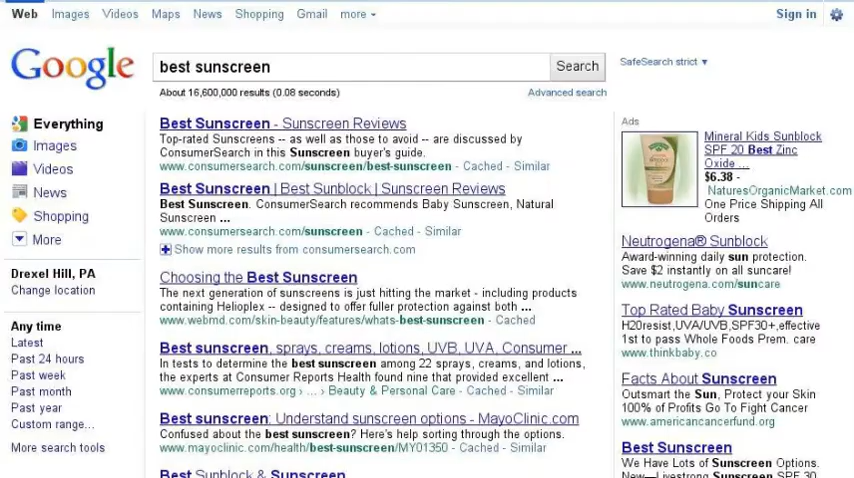 Web Images Videos Maps News Shopping Gmail more
Sign in
Google
best sunscreen
Search
SafeSearch strict ▼
About 16,600,000 results (0.08 seconds)
Advanced search
Everything
Images
Videos
News
Shopping
More
Drexel Hill, PA
Change location
Any time
Latest
Past 24 hours
Past week
Past month
Past year
Custom range...
More search tools
Best Sunscreen - Sunscreen Reviews
Top-rated Sunscreens -- as well as those to avoid -- are discussed by
ConsumerSearch in this Sunscreen buyer's guide.
www.consumersearch.com/sunscreen/best-sunscreen - Cached - Similar
Best Sunscreen | Best Sunblock | Sunscreen Reviews
Best Sunscreen. ConsumerSearch recommends Baby Sunscreen, Natural
Sunscreen ...
www.consumersearch.com/sunscreen - Cached - Similar
Show more results from consumersearch.com
Choosing the Best Sunscreen
The next generation of sunscreens is just hitting the market - including products
containing Helioplex -- designed to offer fuller protection against both ...
www.webmd.com/skin-beauty/features/whats-best-sunscreen - Cached
Best sunscreen, sprays, creams, lotions, UVB, UVA, Consumer ...
In tests to determine the best sunscreen among 22 sprays, creams, and lotions,
the experts at Consumer Reports Health found nine that provided excellent ...
www.consumerreports.org › ... › Beauty & Personal Care - Cached - Similar
Best sunscreen: Understand sunscreen options - MayoClinic.com
Confused about the best sunscreen? Here's help sorting through the options.
www.mayoclinic.com/health/best-sunscreen/MY01350 - Cached - Similar
Best Sunblock & Sunscreen
Ads
Mineral Kids Sunblock
SPF 20 Best Zinc
Oxide ...
$6.38 -
NaturesOrganicMarket.com
One Price Shipping All
Orders
Neutrogena® Sunblock
Award-winning daily sun protection.
Save $2 instantly on all suncare!
www.neutrogena.com/suncare
Top Rated Baby Sunscreen
H20resist,UVA/UVB,SPF30+,effective
1st to pass Whole Foods Prem. care
www.thinkbaby.co
Facts About Sunscreen
Outsmart the Sun, Protect your Skin
100% of Profits Go To Fight Cancer
www.americancancerfund.org
Best Sunscreen
We Have Lots of Sunscreen Options.
New—Livestrong Sunscreen SPF 30